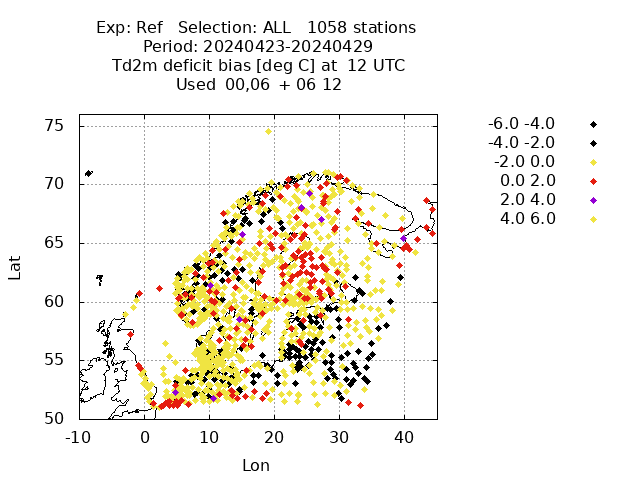 Exp: Ref   Selection: ALL   1058 stations
Period: 20240423-20240429
Td2m deficit bias [deg C] at  12 UTC
Used  00,06  + 06 12
-6.0 -4.0
-4.0 -2.0
-2.0 0.0
0.0 2.0
2.0 4.0
4.0 6.0
75
70
65
60
55
50
Lat
-10 0 10 20 30 40
Lon